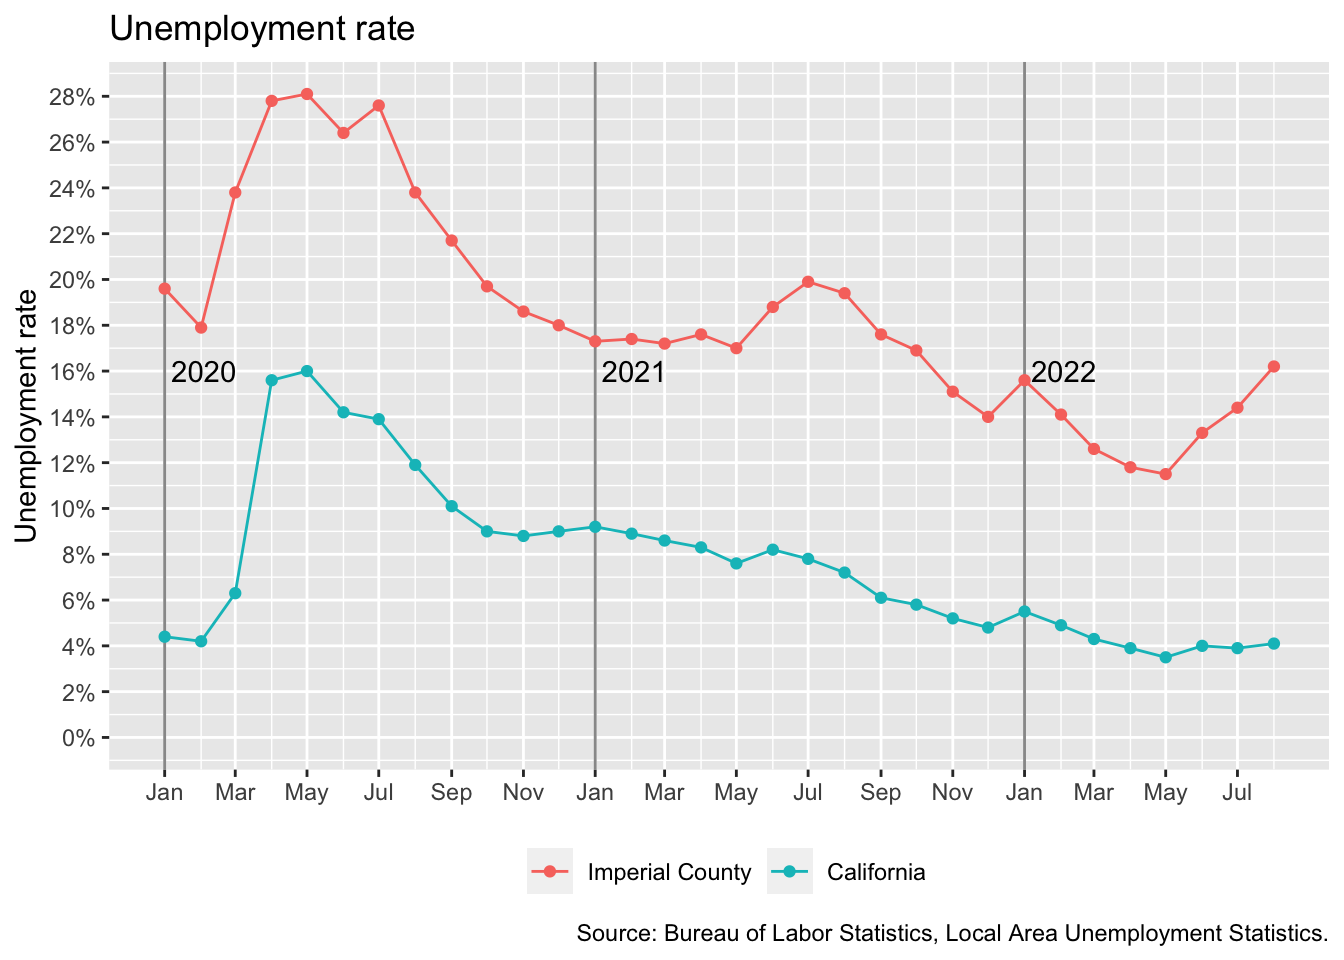 Unemployment rate
Unemployment rate
28%
26%
24%
22%
20%
18%
16%
14%
12%
10%
8%
6%
4%
2%
0%
2020 2021 2022
Jan Mar May Jul Sep Nov Jan Mar May Jul Sep Nov Jan Mar May Jul
Imperial County California
Source: Bureau of Labor Statistics, Local Area Unemployment Statistics.